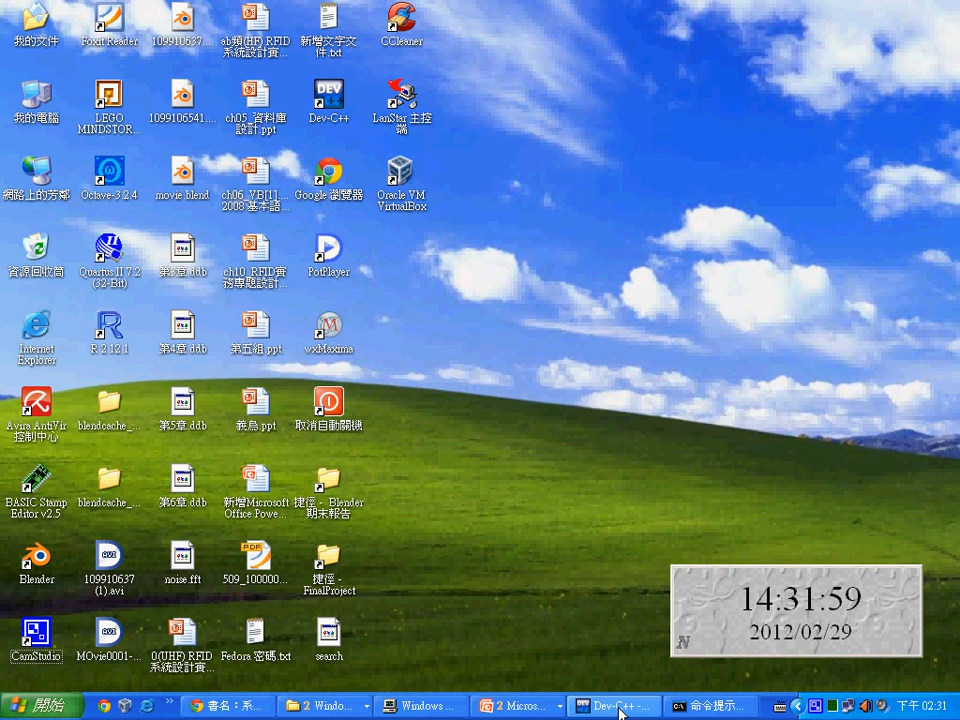 我的文件
Foxit Reader
109910637....
ab類(HF) RFID
系統設計實...
新增文字文
件.txt
CCleaner
我的電腦
LEGO
MINDSTOR...
1099106541....
ch05_資料庫
設計.ppt
Dev-C++
LanStar 主控
端
網路上的芳鄰
Octave-3.2.4
movie.blend
ch06_VB[1]....
2008 基本語...
Google 瀏覽器
Oracle VM
VirtualBox
資源回收筒
Quartus II 7.2
(32-Bit)
第3章.ddb
ch10_RFID實
務專題設計...
PotPlayer
Internet
Explorer
R 2.12.1
第4章.ddb
第五組.ppt
wxMaxima
Avira AntiVir
控制中心
blendcache_...
第5章.ddb
義烏.ppt
取消自動關機
BASIC Stamp
Editor v2.5
blendcache_...
第6章.ddb
新增Microsoft
Office Powe...
捷徑 - Blender
期末報告
Blender
109910637
(1).avi
noise.fft
509_100000...
捷徑 -
FinalProject
CamStudio
MOvie0001-...
0(UHF) RFID
系統設計實...
Fedora 密碼.txt
search
14:31:59
2012/02/29
開始
書名：系...
2 Windo...
Windows ...
2 Micros...
Dev-C++ -...
命令提示...
下午 02:31